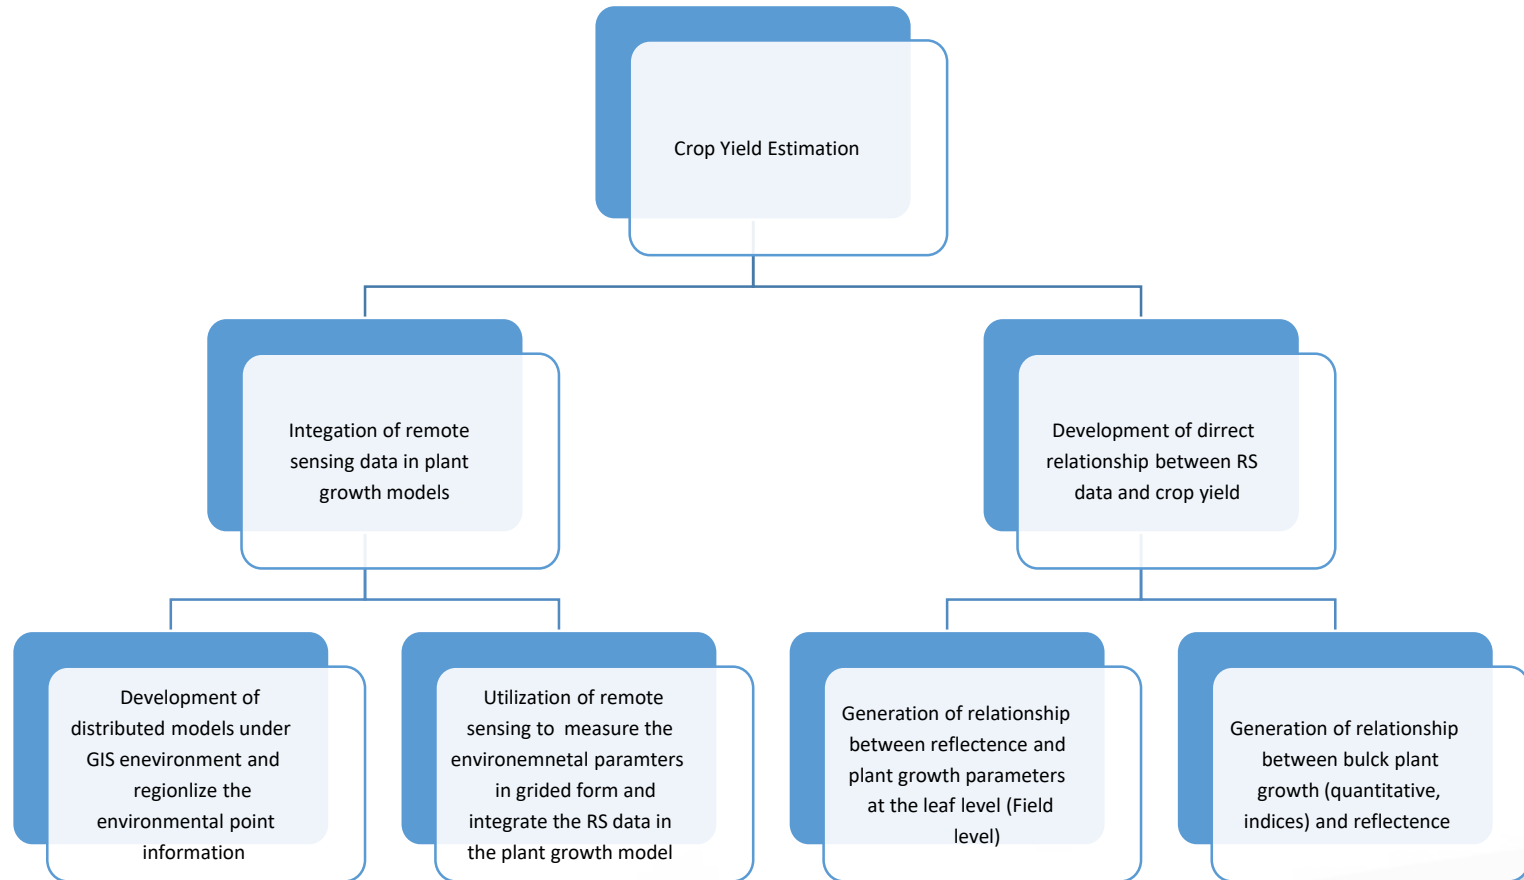 Crop Yield Estimation
Integation of remote
sensing data in plant
growth models
Development of dirrect
relationship between RS
data and crop yield
Development of
distributed models under
GIS enevironment and
regionlize the
environmental point
information
Utilization of remote
sensing to  measure the
environemnetal paramters
in grided form and
integrate the RS data in
the plant growth model
Generation of relationship
between reflectence and
plant growth parameters
at the leaf level (Field
level)
Generation of relationship
between bulck plant
growth (quantitative,
indices) and reflectence